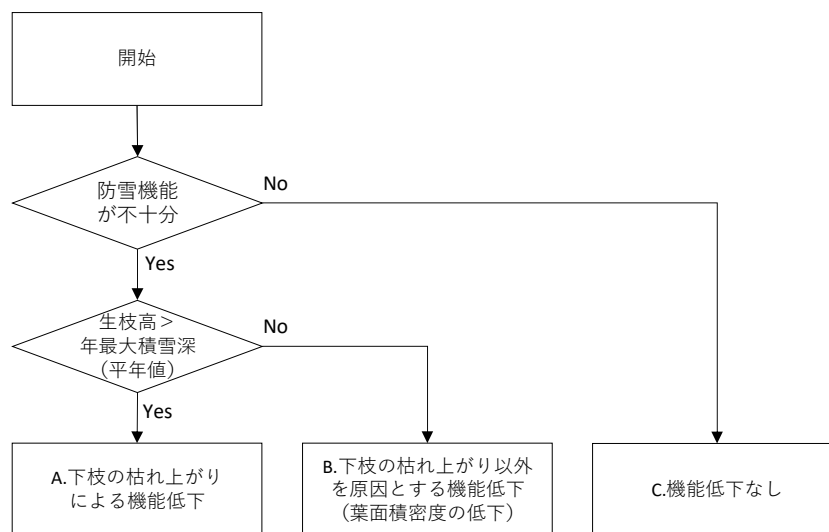 開始
防雪機能
が不十分
No
Yes
生枝高＞
年最大積雪深
（平年値）
No
Yes
A.下枝の枯れ上がり
による機能低下
B.下枝の枯れ上がり以外
を原因とする機能低下
（葉面積密度の低下）
C.機能低下なし